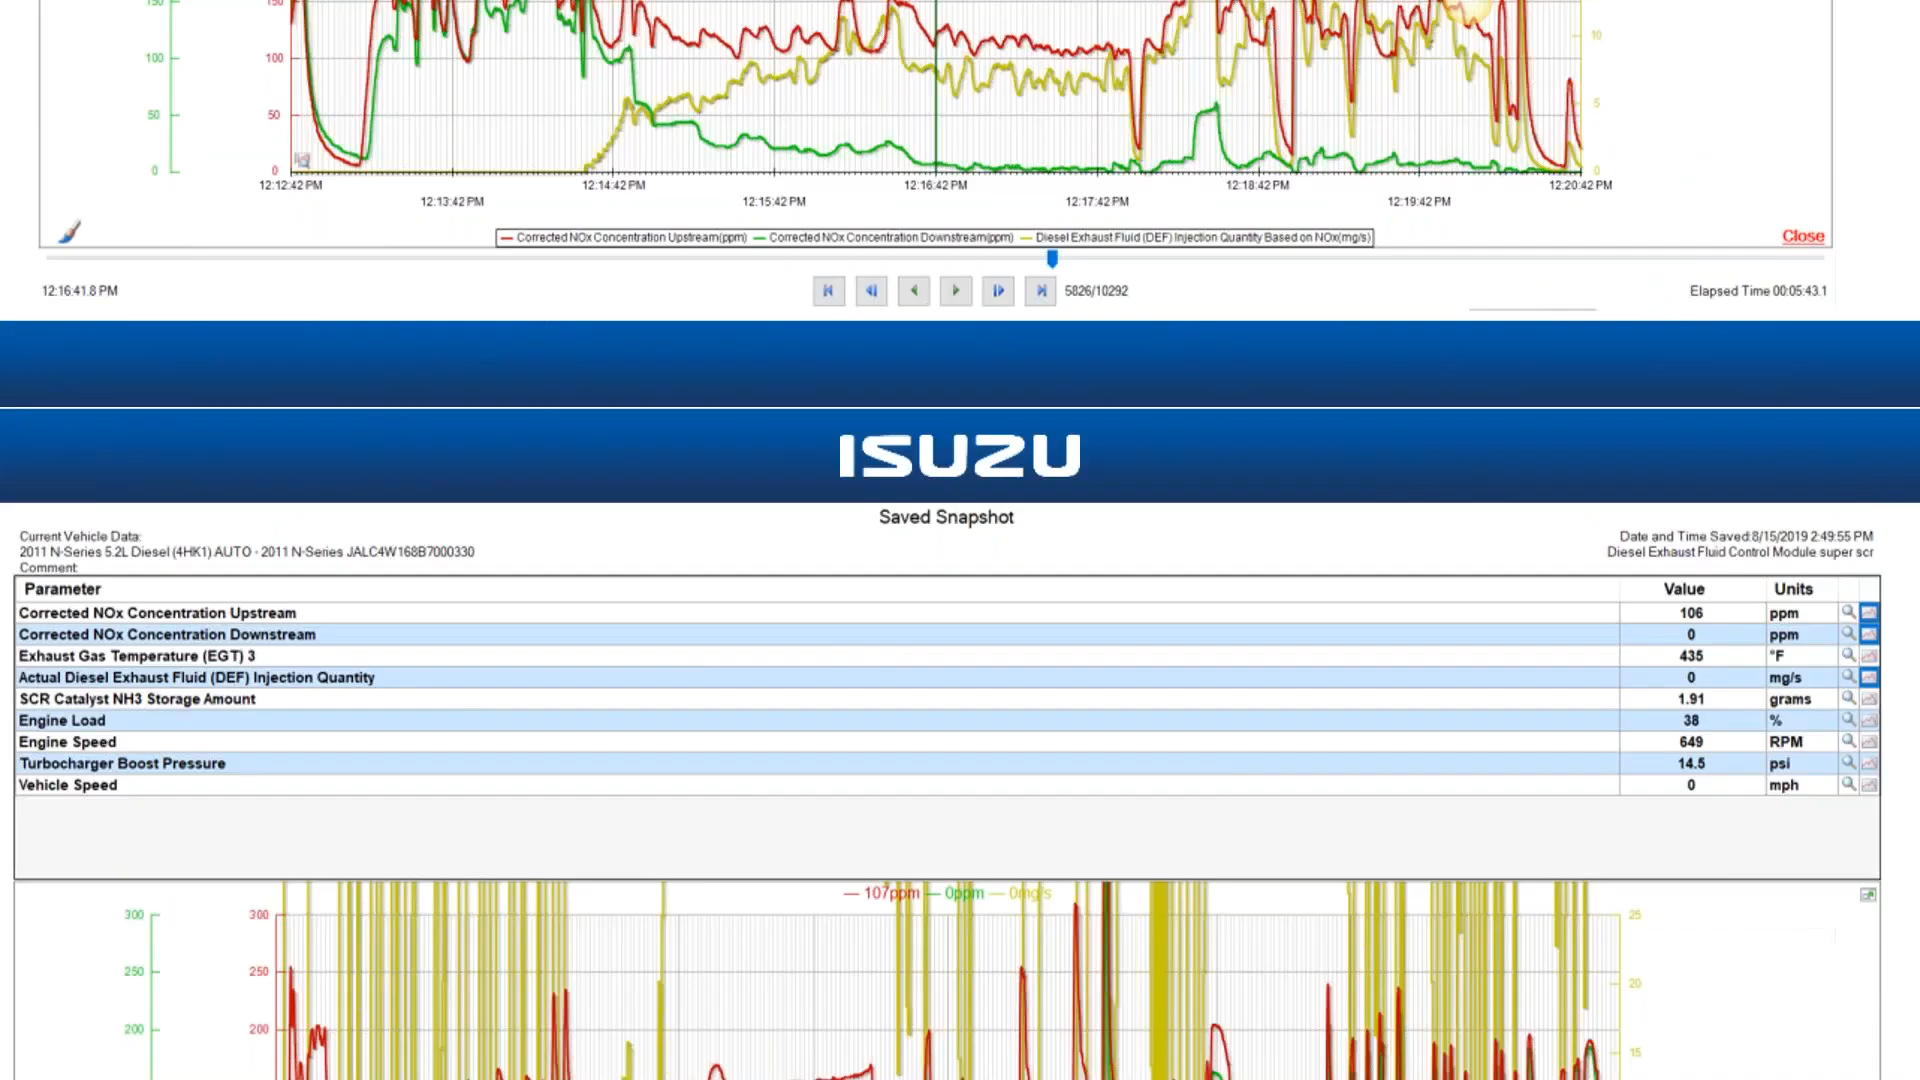 150 150
100 100 10
50 50 5
0 0 0
12:12:42 PM 12:14:42 PM 12:16:42 PM 12:18:42 PM 12:20:42 PM
12:13:42 PM 12:15:42 PM 12:17:42 PM 12:19:42 PM
Corrected NOx Concentration Upstream(ppm) Corrected NOx Concentration Downstream(ppm) Diesel Exhaust Fluid (DEF) Injection Quantity Based on NOx(mg/s)
Close
12:16:41.8 PM 5826/10292 Elapsed Time 00:05:43.1
ISUZU
Saved Snapshot
Current Vehicle Data: Date and Time Saved:8/15/2019 2:49:55 PM
2011 N-Series 5.2L Diesel (4HK1) AUTO - 2011 N-Series JALC4W168B7000330 Diesel Exhaust Fluid Control Module super scr
Comment:
Parameter Value Units
Corrected NOx Concentration Upstream 106 ppm
Corrected NOx Concentration Downstream 0 ppm
Exhaust Gas Temperature (EGT) 3 435 °F
Actual Diesel Exhaust Fluid (DEF) Injection Quantity 0 mg/s
SCR Catalyst NH3 Storage Amount 1.91 grams
Engine Load 38 %
Engine Speed 649 RPM
Turbocharger Boost Pressure 14.5 psi
Vehicle Speed 0 mph
107ppm 0ppm 0mg/s
300 300 25
250 250 20
200 200
15